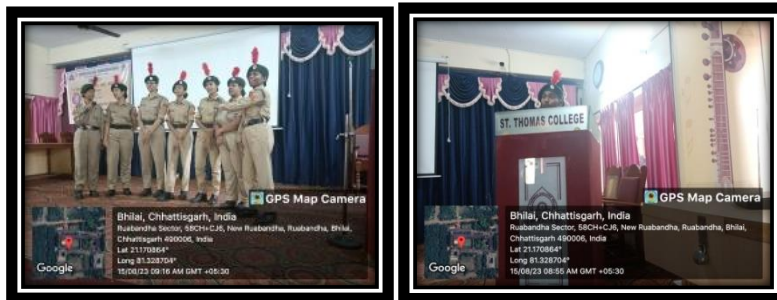 GPS Map Camera
Bhilai, Chhattisgarh, India
Ruabandha Sector, 58CH+CJ6, New Ruabandha, Ruabandha, Bhilai,
Chhattisgarh 490006, India
Lat 21.170864°
Long 81.328704°
15/08/23 09:16 AM GMT +05:30
Google
ST. THOMAS COLLEGE
GPS Map Camera
Bhilai, Chhattisgarh, India
Ruabandha Sector, 58CH+CJ6, New Ruabandha, Ruabandha, Bhilai,
Chhattisgarh 490006, India
Lat 21.170864°
Long 81.328704°
15/08/23 08:55 AM GMT +05:30
Google